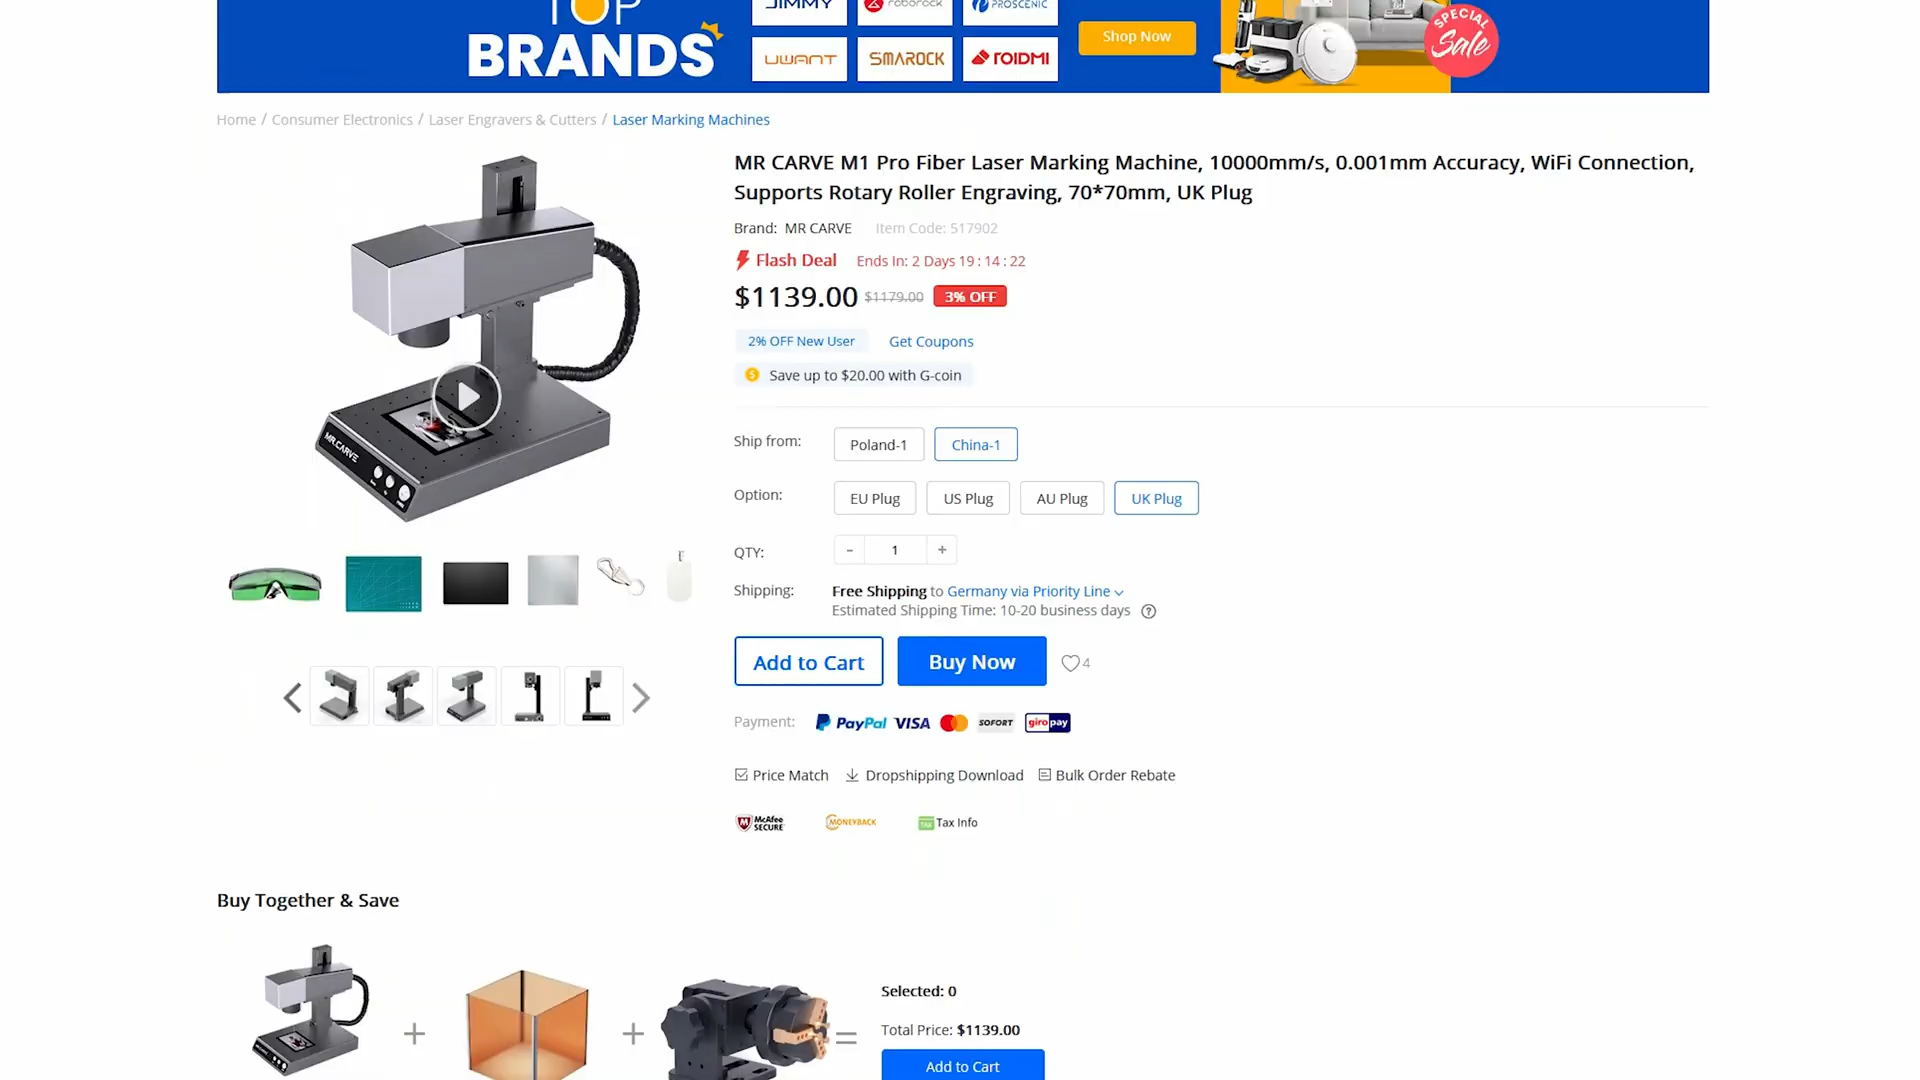 TOP
BRANDS
JIMMY
roborock
PROSCENIC
UWANT
SMAROCK
ROIDMI
Shop Now
SPECIAL
Sale
Home / Consumer Electronics / Laser Engravers & Cutters / Laser Marking Machines
MR CARVE M1 Pro Fiber Laser Marking Machine, 10000mm/s, 0.001mm Accuracy, WiFi Connection,
Supports Rotary Roller Engraving, 70*70mm, UK Plug
Brand: MR CARVE Item Code: 517902
Flash Deal Ends In: 2 Days 19 : 14 : 22
$1139.00 $1179.00 3% OFF
2% OFF New User Get Coupons
$ Save up to $20.00 with G-coin
MR.CARVE
Ship from: Poland-1 China-1
Option: EU Plug US Plug AU Plug UK Plug
QTY: - 1 +
Shipping: Free Shipping to Germany via Priority Line
Estimated Shipping Time: 10-20 business days ?
Add to Cart Buy Now 4
Payment: PayPal VISA SOFORT giropay
Price Match Dropshipping Download Bulk Order Rebate
McAfee SECURE
MONEYBACK
TAX Tax Info
Buy Together & Save
+ + =
Selected: 0
Total Price: $1139.00
Add to Cart